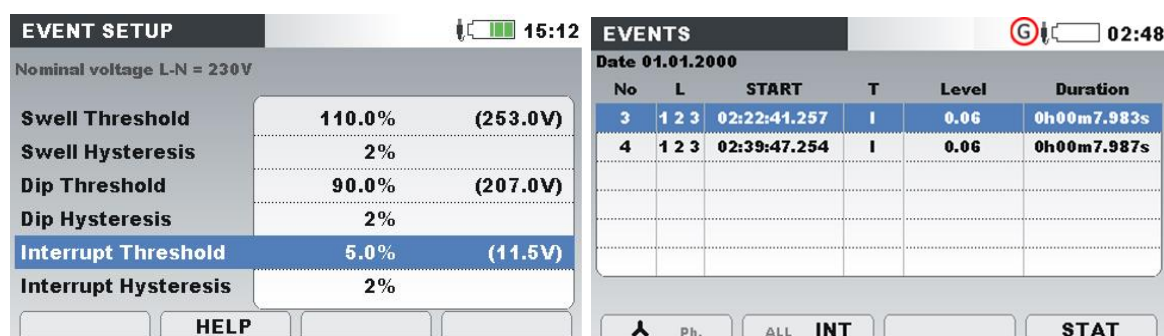 EVENT SETUP 15:12
Nominal voltage L-N = 230V
Swell Threshold 110.0% (253.0V)
Swell Hysteresis 2%
Dip Threshold 90.0% (207.0V)
Dip Hysteresis 2%
Interrupt Threshold 5.0% (11.5V)
Interrupt Hysteresis 2%
HELP
EVENTS G 02:48
Date 01.01.2000
No L START T Level Duration
3 1 2 3 02:22:41.257 I 0.06 0h00m7.983s
4 1 2 3 02:39:47.254 I 0.06 0h00m7.987s
Ph. ALL INT STAT